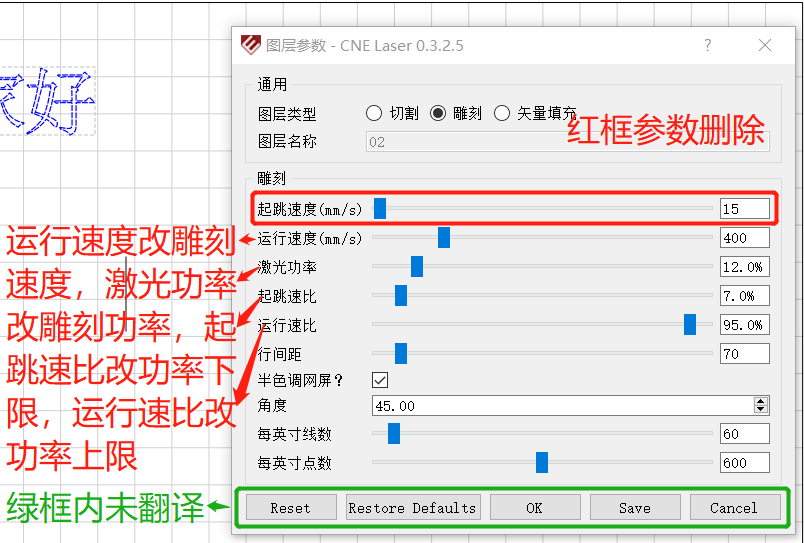 图层参数 - CNE Laser 0.3.2.5
家好
通用
图层类型 切割 雕刻 矢量填充
红框参数删除
图层名称 02
雕刻
起跳速度(mm/s) 15
运行速度(mm/s) 400
激光功率 12.0%
起跳速比 7.0%
运行速比 95.0%
行间距 70
半色调网屏？
角度 45.00
每英寸线数 60
每英寸点数 600
Reset Restore Defaults OK Save Cancel
运行速度改雕刻
速度，激光功率
改雕刻功率，起
跳速比改功率下
限，运行速比改
功率上限
绿框内未翻译